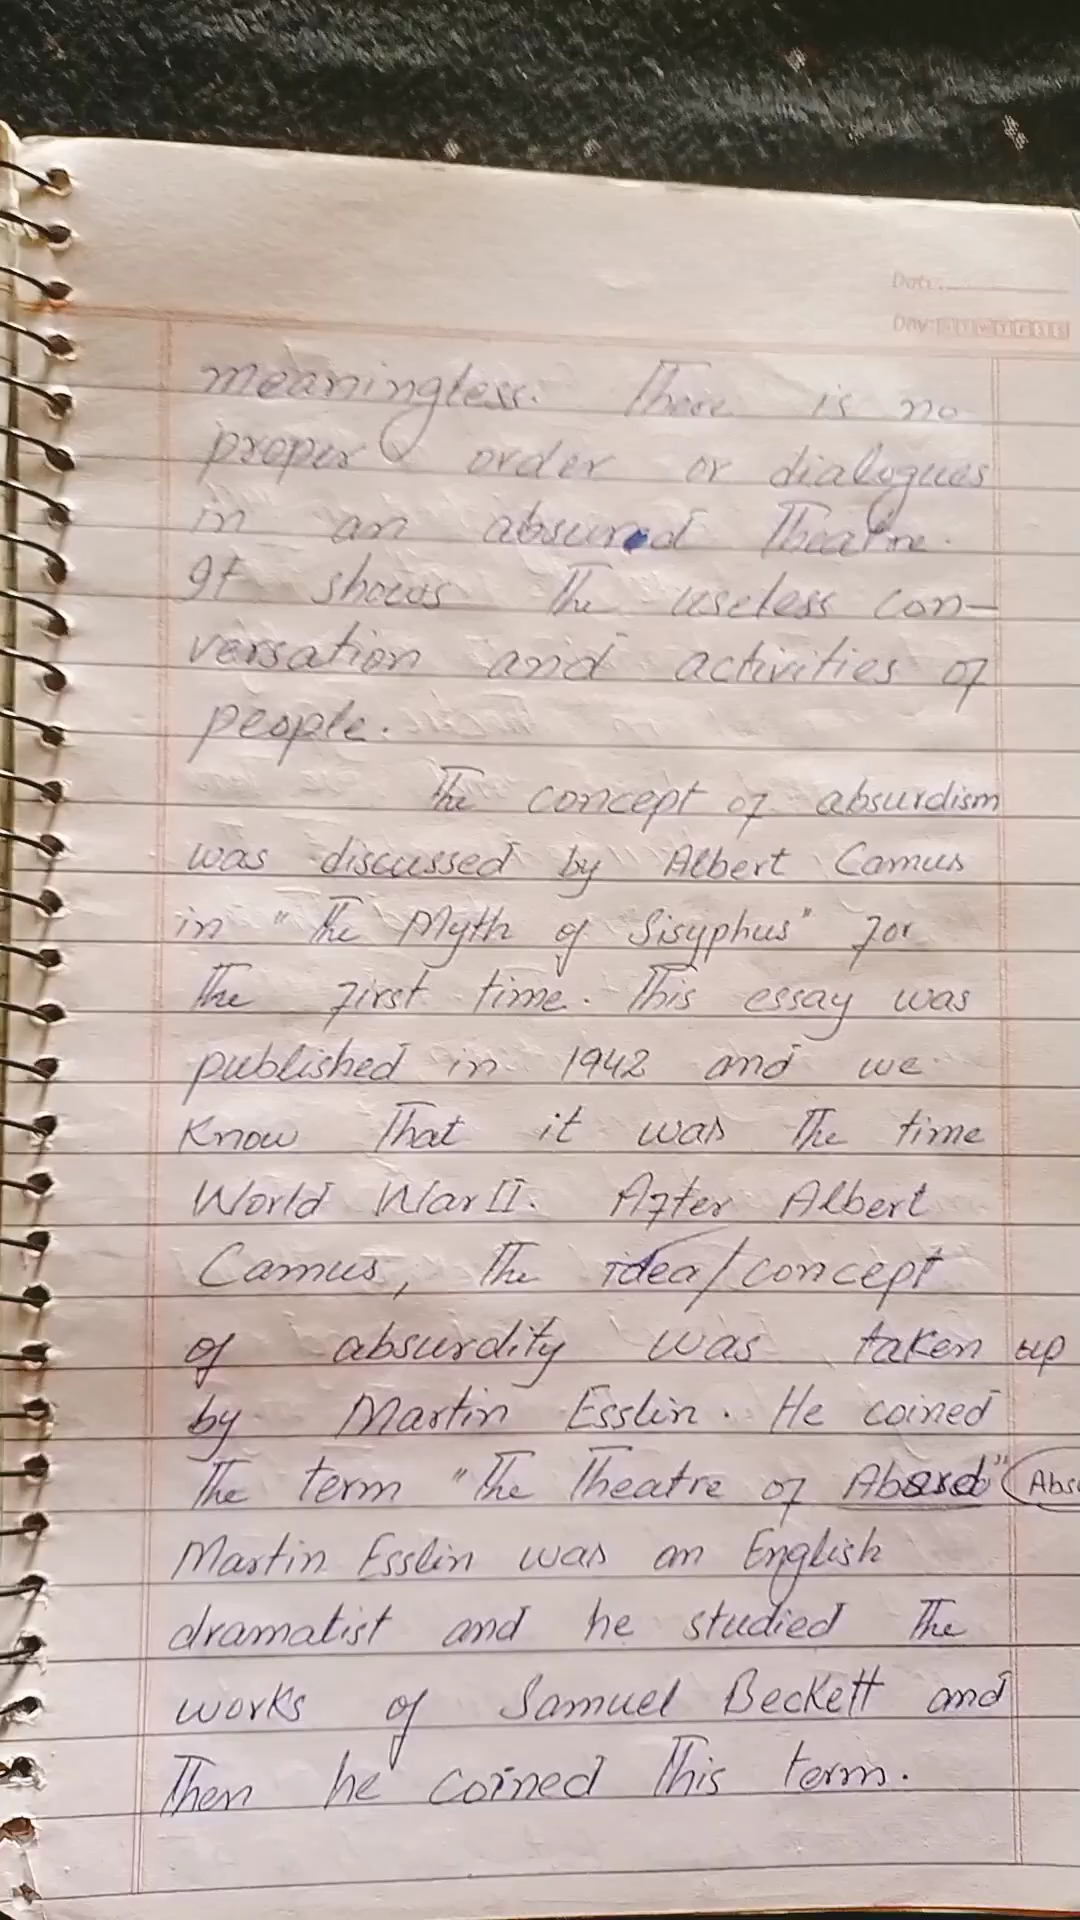 Date:
Day:
meaningless. There is no
proper order or dialogues
in an absured Theatre.
It shows the useless con-
versation and activities of
people.
The concept of absurdism
was discussed by Albert Camus
in "The Myth of Sisyphus" for
the first time. This essay was
published in 1942 and we
know that it was the time
World War II. After Albert
Camus, the idea/concept
of absurdity was taken up
by Martin Esslin. He coined
the term "The Theatre of Absurd"
Martin Esslin was an English
dramatist and he studied the
works of Samuel Beckett and
then he coined this term.